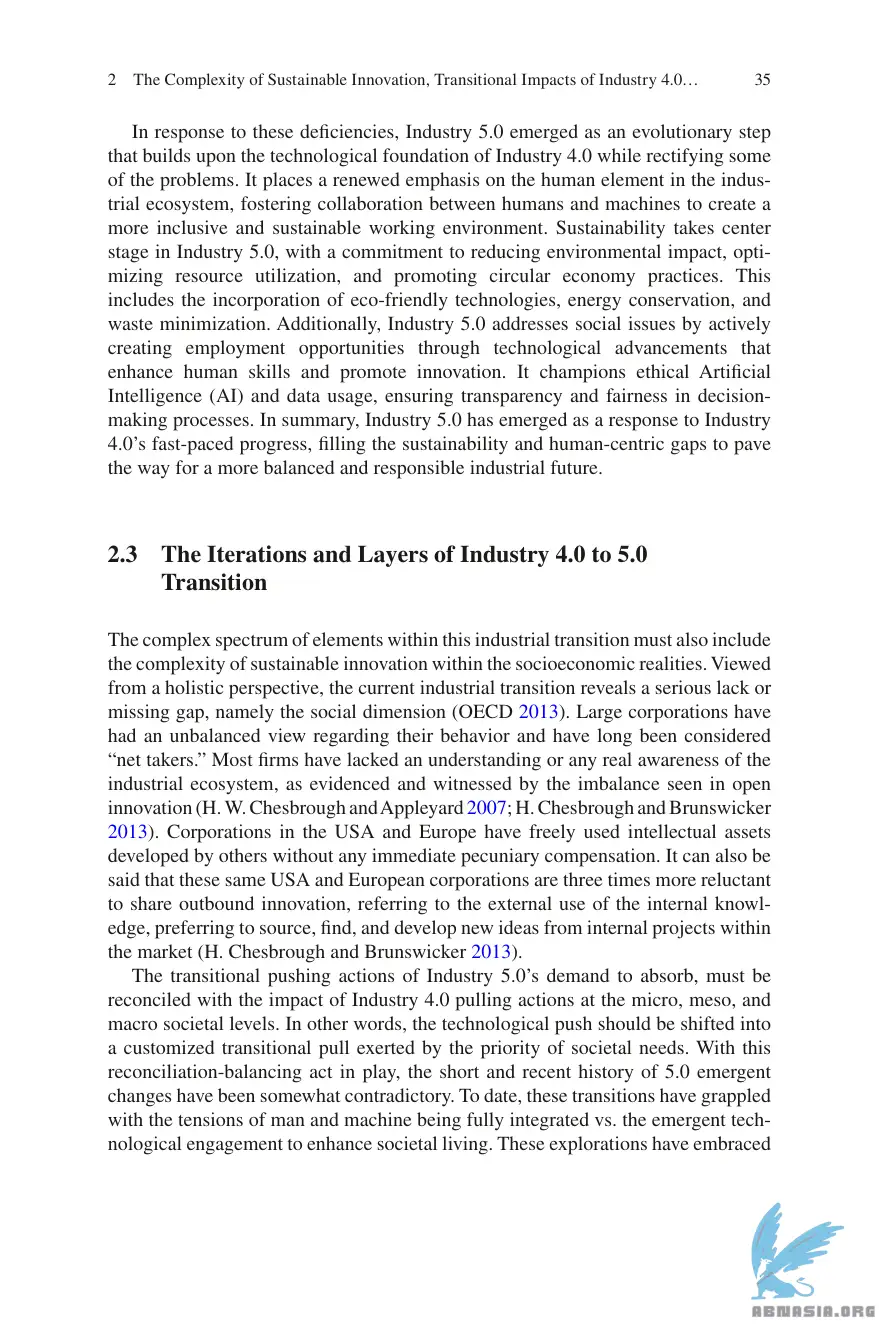 2 The Complexity of Sustainable Innovation, Transitional Impacts of Industry 4.0… 35
In response to these deficiencies, Industry 5.0 emerged as an evolutionary step
that builds upon the technological foundation of Industry 4.0 while rectifying some
of the problems. It places a renewed emphasis on the human element in the indus-
trial ecosystem, fostering collaboration between humans and machines to create a
more inclusive and sustainable working environment. Sustainability takes center
stage in Industry 5.0, with a commitment to reducing environmental impact, opti-
mizing resource utilization, and promoting circular economy practices. This
includes the incorporation of eco-friendly technologies, energy conservation, and
waste minimization. Additionally, Industry 5.0 addresses social issues by actively
creating employment opportunities through technological advancements that
enhance human skills and promote innovation. It champions ethical Artificial
Intelligence (AI) and data usage, ensuring transparency and fairness in decision-
making processes. In summary, Industry 5.0 has emerged as a response to Industry
4.0’s fast-paced progress, filling the sustainability and human-centric gaps to pave
the way for a more balanced and responsible industrial future.
2.3 The Iterations and Layers of Industry 4.0 to 5.0
Transition
The complex spectrum of elements within this industrial transition must also include
the complexity of sustainable innovation within the socioeconomic realities. Viewed
from a holistic perspective, the current industrial transition reveals a serious lack or
missing gap, namely the social dimension (OECD 2013). Large corporations have
had an unbalanced view regarding their behavior and have long been considered
“net takers.” Most firms have lacked an understanding or any real awareness of the
industrial ecosystem, as evidenced and witnessed by the imbalance seen in open
innovation (H. W. Chesbrough and Appleyard 2007; H. Chesbrough and Brunswicker
2013). Corporations in the USA and Europe have freely used intellectual assets
developed by others without any immediate pecuniary compensation. It can also be
said that these same USA and European corporations are three times more reluctant
to share outbound innovation, referring to the external use of the internal knowl-
edge, preferring to source, find, and develop new ideas from internal projects within
the market (H. Chesbrough and Brunswicker 2013).
The transitional pushing actions of Industry 5.0’s demand to absorb, must be
reconciled with the impact of Industry 4.0 pulling actions at the micro, meso, and
macro societal levels. In other words, the technological push should be shifted into
a customized transitional pull exerted by the priority of societal needs. With this
reconciliation-balancing act in play, the short and recent history of 5.0 emergent
changes have been somewhat contradictory. To date, these transitions have grappled
with the tensions of man and machine being fully integrated vs. the emergent tech-
nological engagement to enhance societal living. These explorations have embraced
ABNASIA.ORG